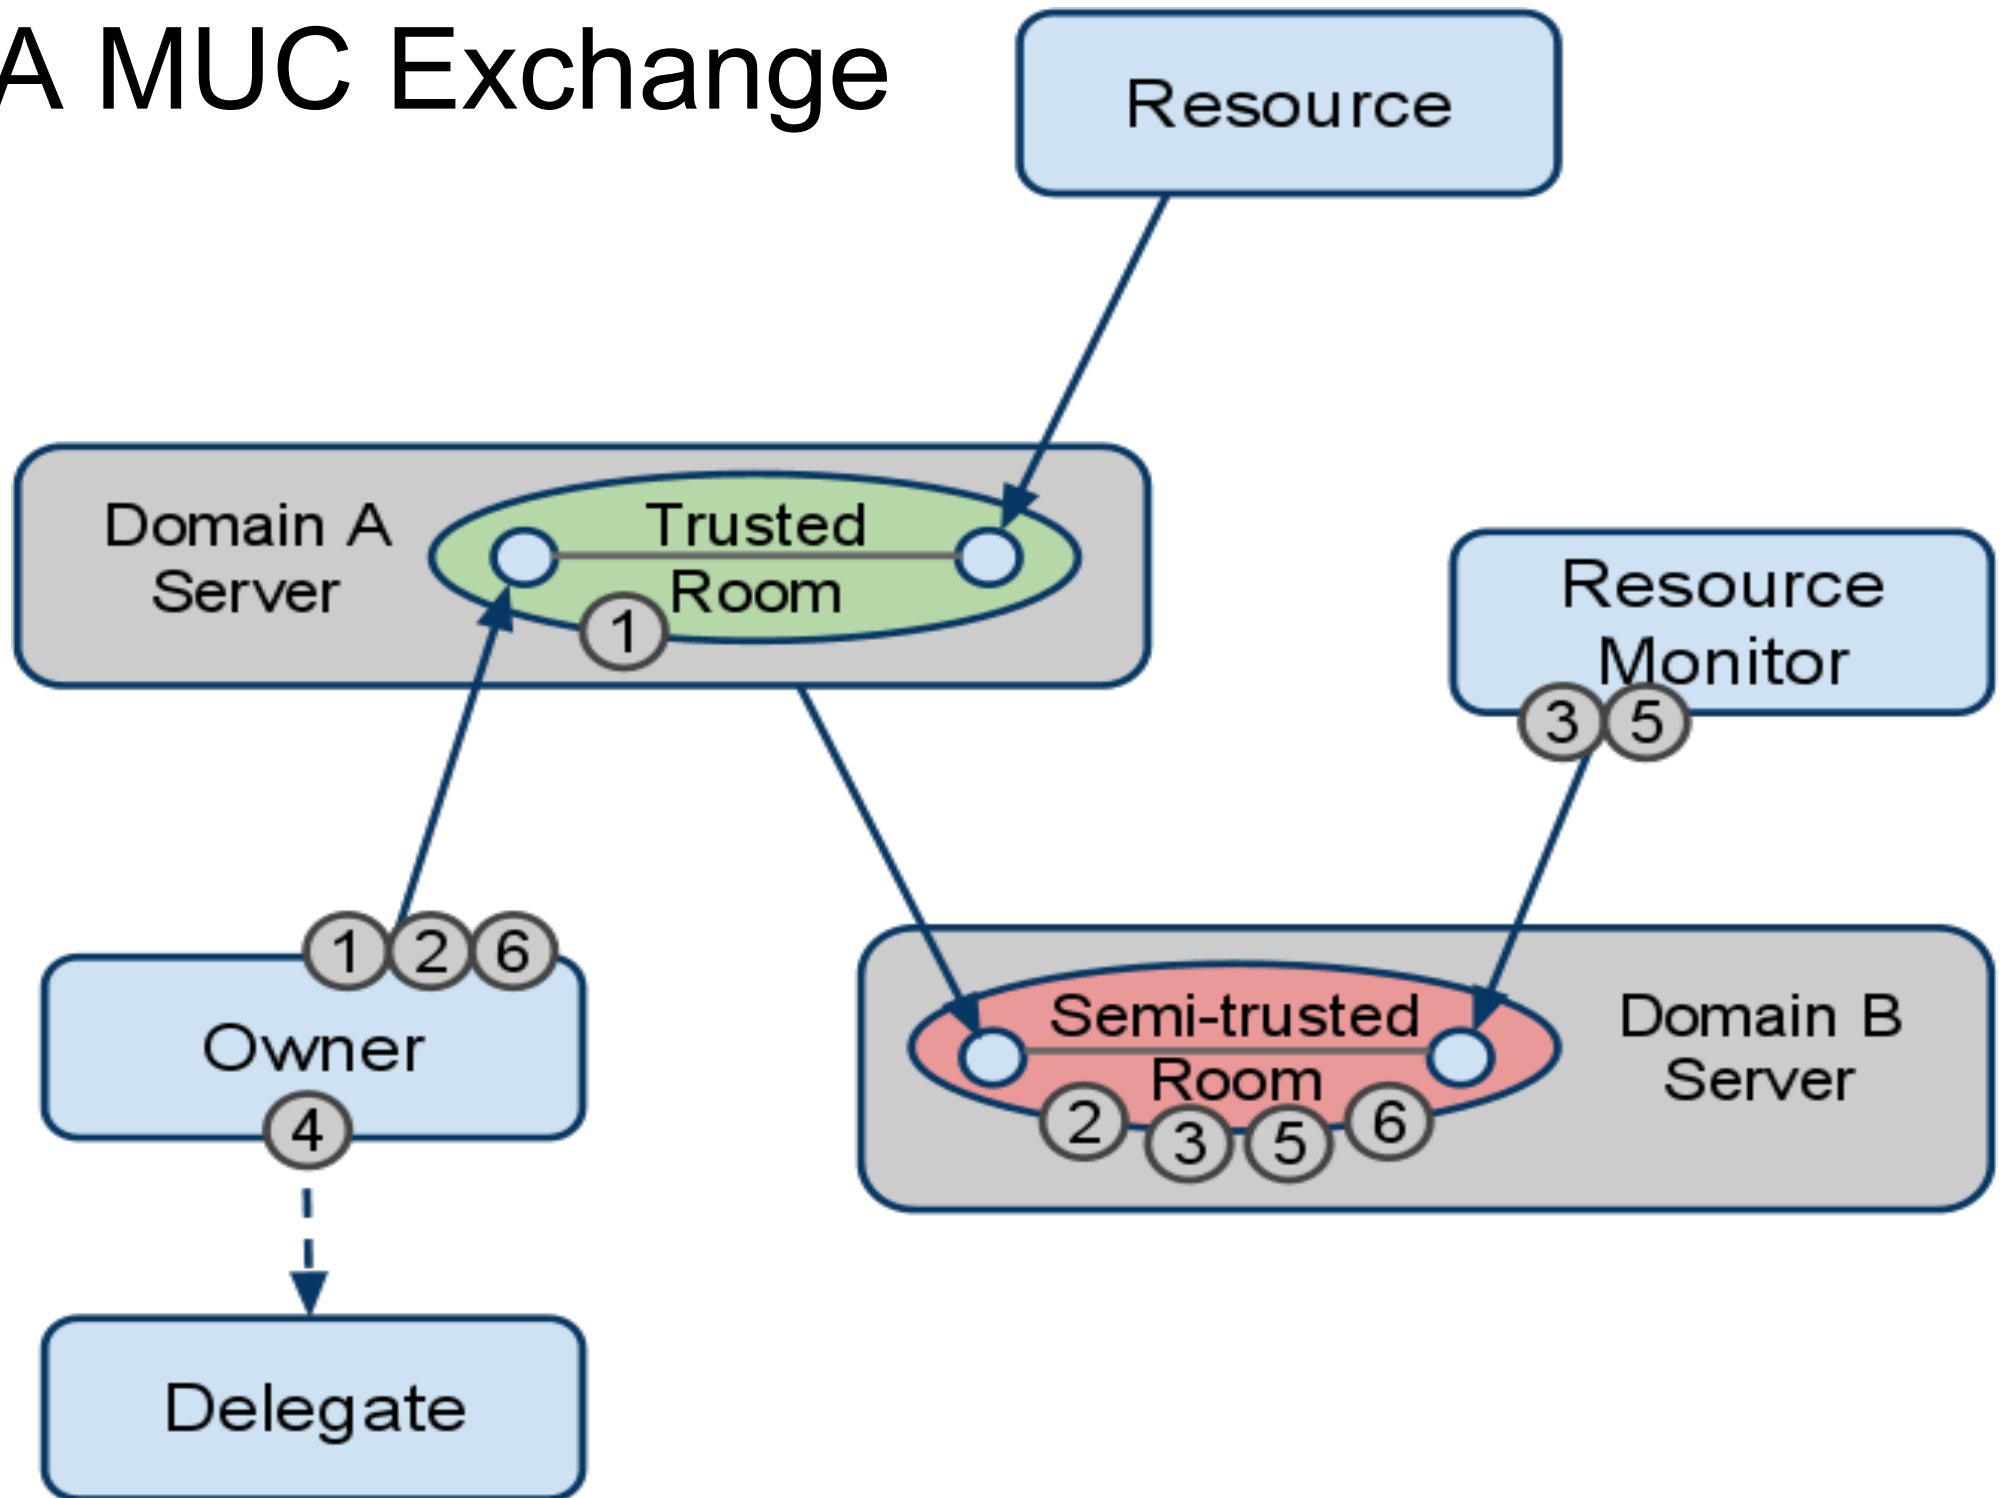 A MUC Exchange
Resource
Domain A
Server
Trusted
Room
1
Resource
Monitor
3 5
1 2 6
Owner
4
Semi-trusted
Room
2 3 5 6
Domain B
Server
Delegate